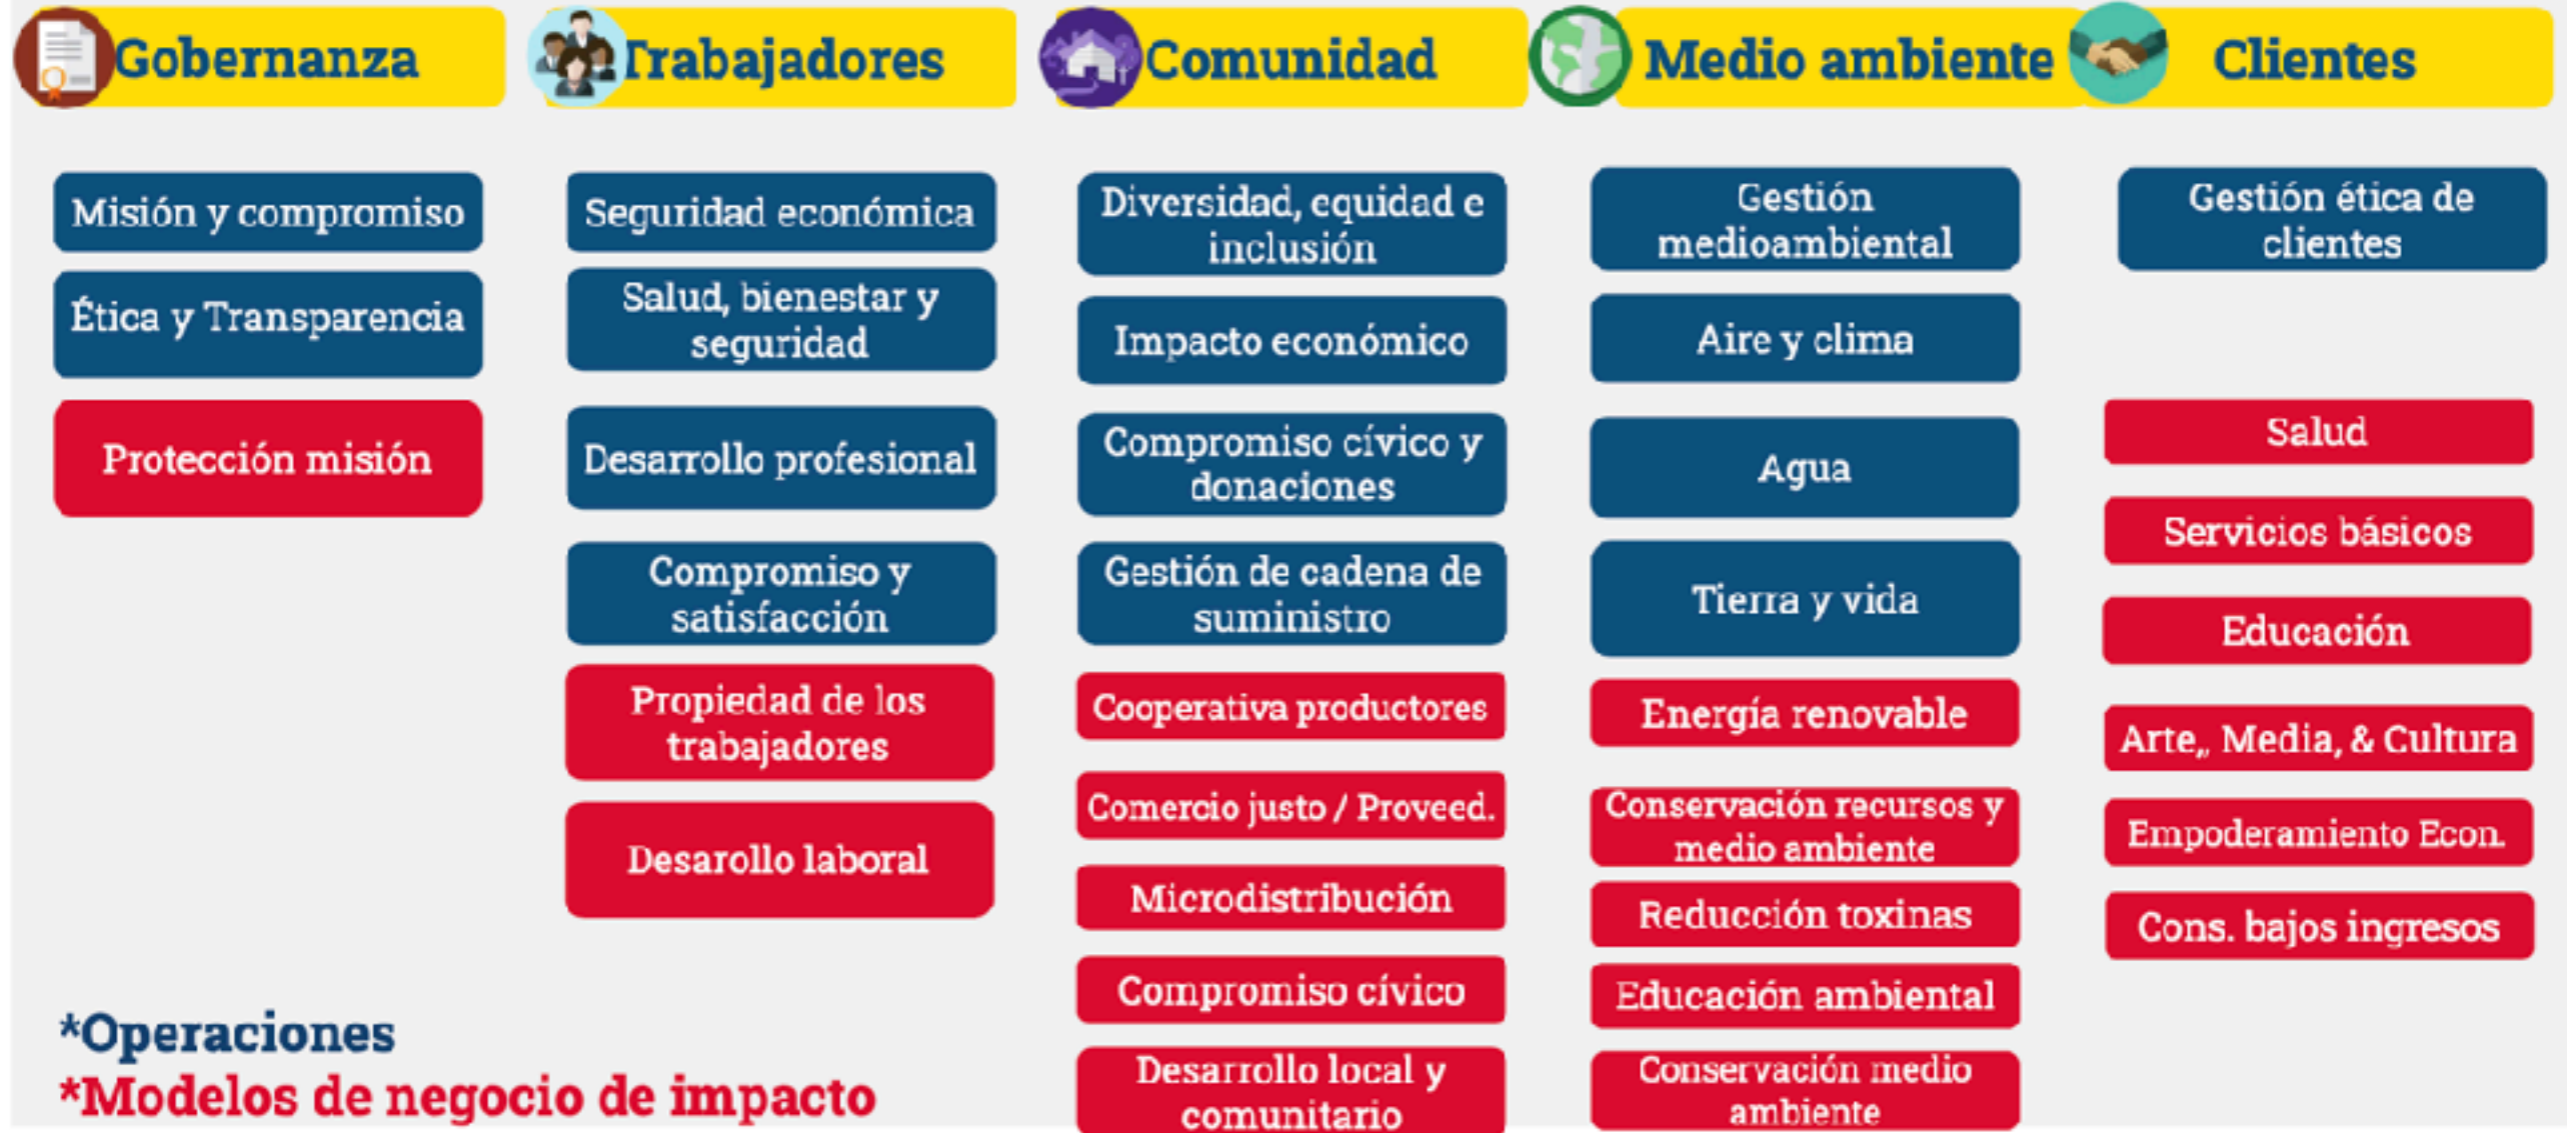 Gobernanza
Misión y compromiso
Ética y Transparencia
Protección misión
Trabajadores
Seguridad económica
Salud, bienestar y
seguridad
Desarrollo profesional
Compromiso y
satisfacción
Propiedad de los
trabajadores
Desarollo laboral
Comunidad
Diversidad, equidad e
inclusión
Impacto económico
Compromiso cívico y
donaciones
Gestión de cadena de
suministro
Cooperativa productores
Comercio justo / Proveed.
Microdistribución
Compromiso cívico
Desarrollo local y
comunitario
Medio ambiente
Gestión
medioambiental
Aire y clima
Agua
Tierra y vida
Energía renovable
Conservación recursos y
medio ambiente
Reducción toxinas
Educación ambiental
Conservación medio
ambiente
Clientes
Gestión ética de
clientes
Salud
Servicios básicos
Educación
Arte,, Media, & Cultura
Empoderamiento Econ.
Cons. bajos ingresos
*Operaciones
*Modelos de negocio de impacto